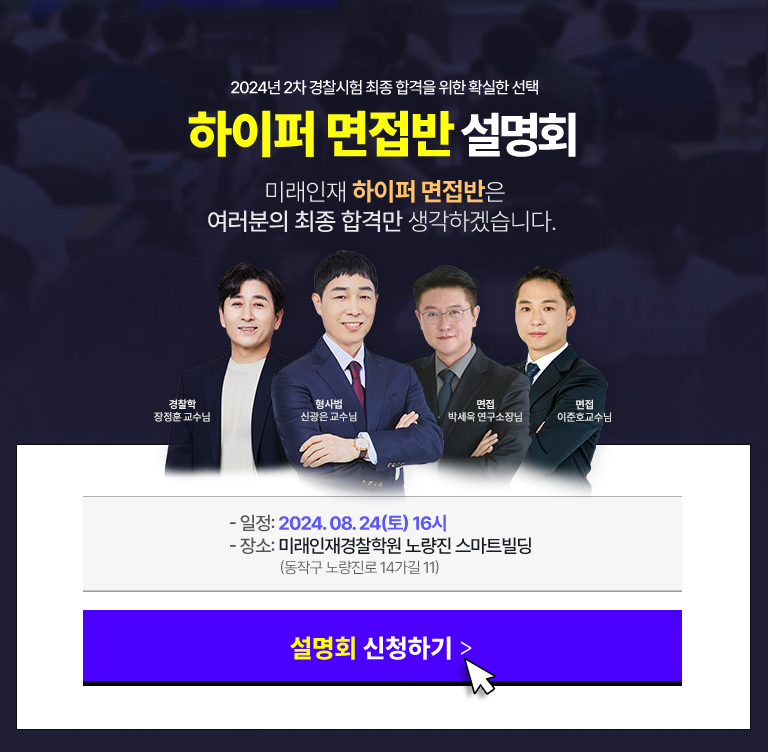 2024년 2차 경찰시험 최종 합격을 위한 확실한 선택
하이퍼 면접반 설명회
미래인재 하이퍼 면접반은
여러분의 최종 합격만 생각하겠습니다.
경찰학
장정훈 교수님
형사법
신광은 교수님
면접
박세욱 연구소장님
면접
이준호교수님
- 일정: 2024. 08. 24(토) 16시
- 장소: 미래인재경찰학원 노량진 스마트빌딩
(동작구 노량진로 14가길 11)
설명회 신청하기 >